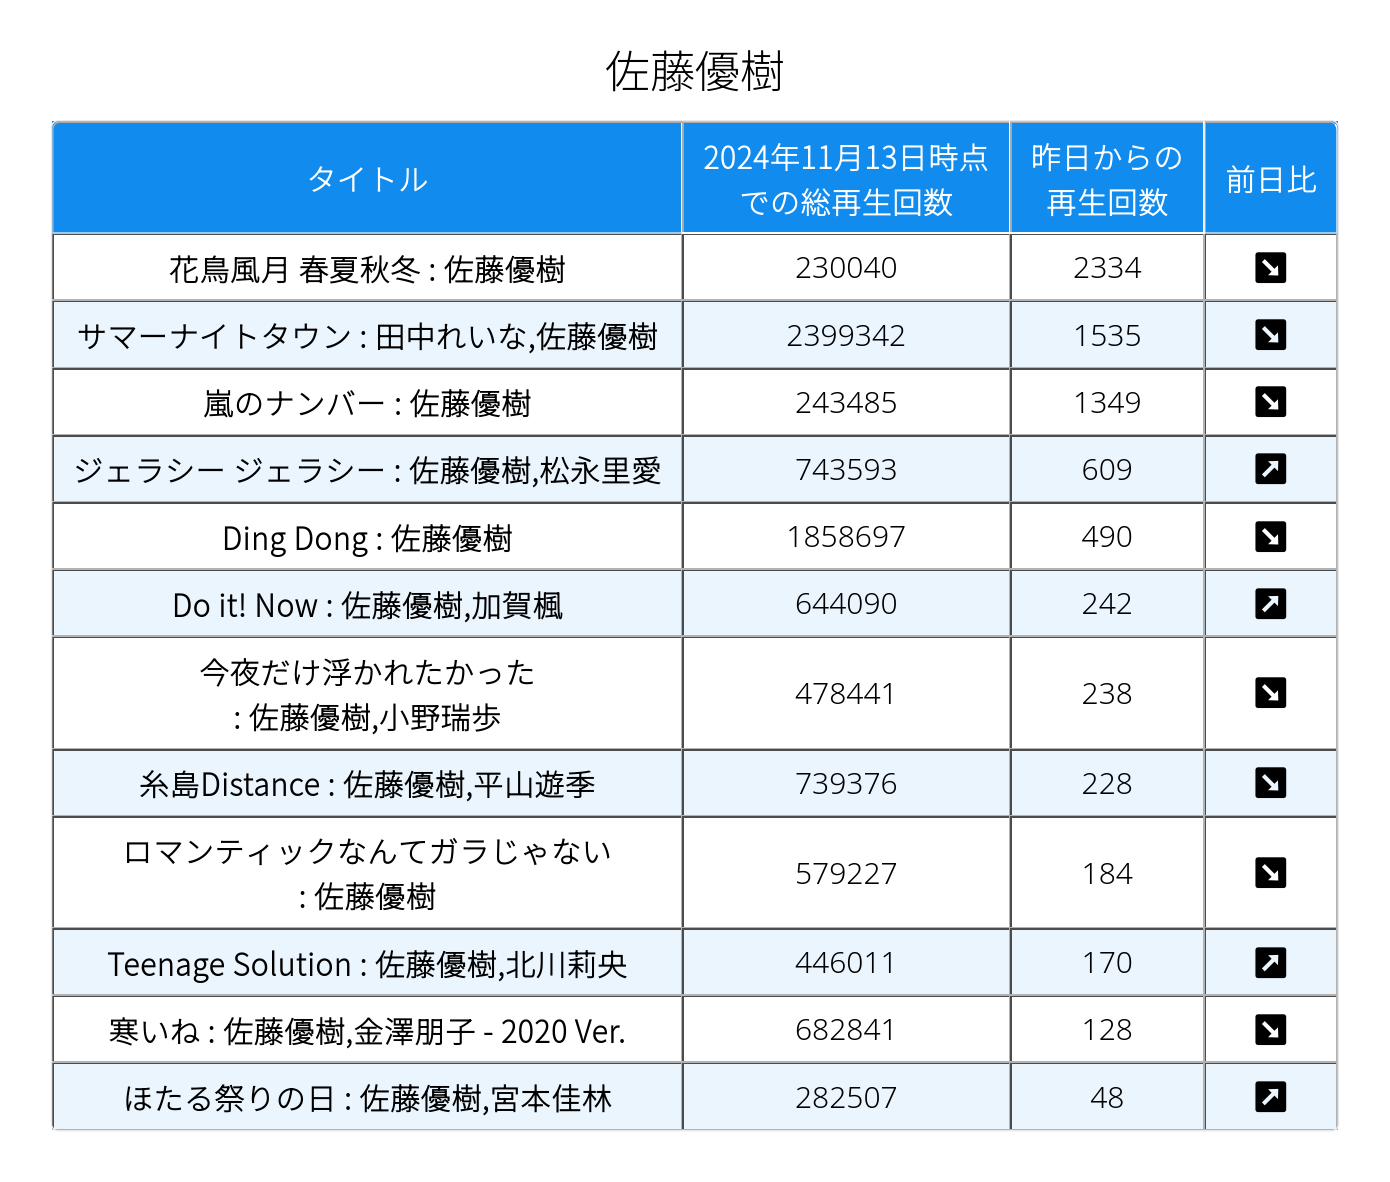 佐藤優樹
タイトル
2024年11月13日時点
での総再生回数
昨日からの
再生回数
前日比
花鳥風月 春夏秋冬 : 佐藤優樹 230040 2334 ↘
サマーナイトタウン : 田中れいな,佐藤優樹 2399342 1535 ↘
嵐のナンバー : 佐藤優樹 243485 1349 ↘
ジェラシー ジェラシー : 佐藤優樹,松永里愛 743593 609 ↗
Ding Dong : 佐藤優樹 1858697 490 ↘
Do it! Now : 佐藤優樹,加賀楓 644090 242 ↗
今夜だけ浮かれたかった
: 佐藤優樹,小野瑞歩 478441 238 ↘
糸島Distance : 佐藤優樹,平山遊季 739376 228 ↘
ロマンティックなんてガラじゃない
: 佐藤優樹 579227 184 ↘
Teenage Solution : 佐藤優樹,北川莉央 446011 170 ↗
寒いね : 佐藤優樹,金澤朋子 - 2020 Ver. 682841 128 ↘
ほたる祭りの日 : 佐藤優樹,宮本佳林 282507 48 ↗